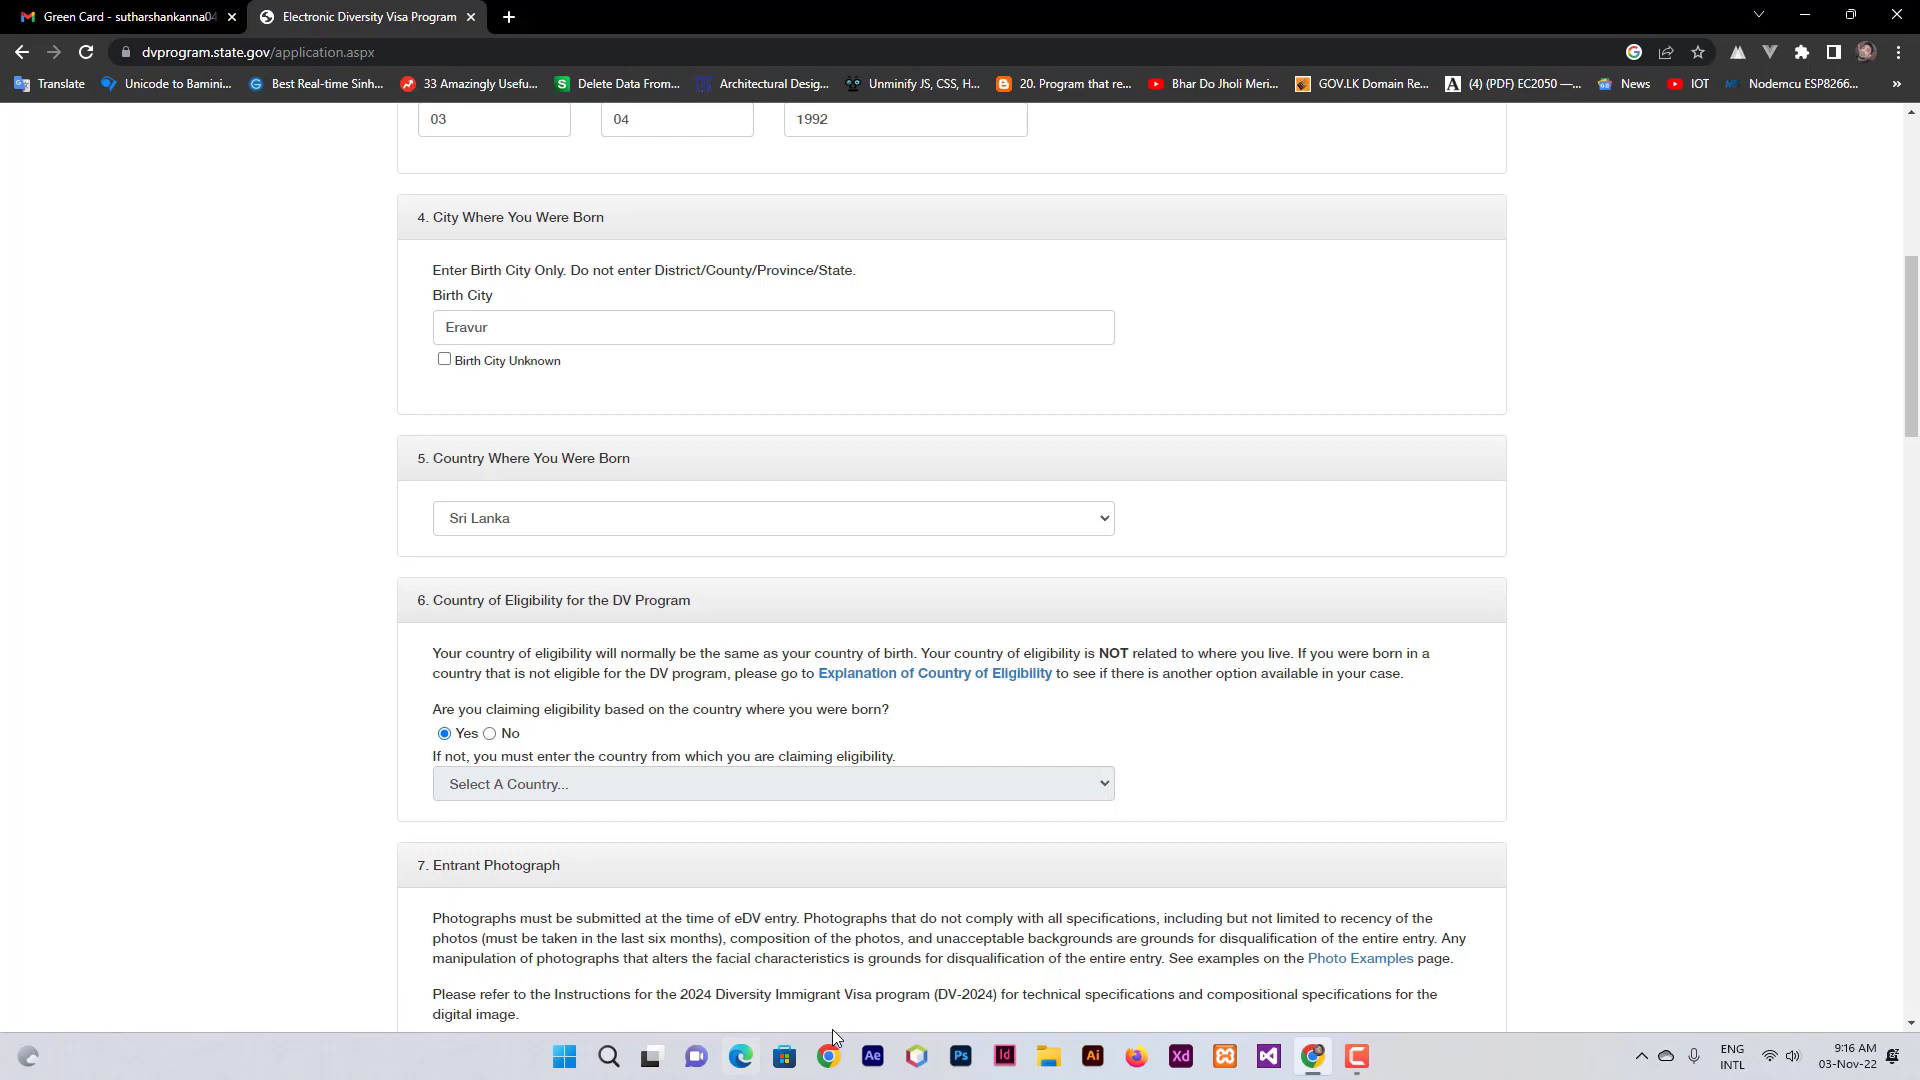 Green Card - sutharshankanna04
Electronic Diversity Visa Program
dvprogram.state.gov/application.aspx
Translate
Unicode to Bamini...
Best Real-time Sinh...
33 Amazingly Usefu...
Delete Data From...
Architectural Desig...
Unminify JS, CSS, H...
20. Program that re...
Bhar Do Jholi Meri...
GOV.LK Domain Re...
(4) (PDF) EC2050 —...
News
IOT
Nodemcu ESP8266...
03
04
1992
4. City Where You Were Born
Enter Birth City Only. Do not enter District/County/Province/State.
Birth City
Eravur
Birth City Unknown
5. Country Where You Were Born
Sri Lanka
6. Country of Eligibility for the DV Program
Your country of eligibility will normally be the same as your country of birth. Your country of eligibility is NOT related to where you live. If you were born in a
country that is not eligible for the DV program, please go to Explanation of Country of Eligibility to see if there is another option available in your case.
Are you claiming eligibility based on the country where you were born?
Yes No
If not, you must enter the country from which you are claiming eligibility.
Select A Country...
7. Entrant Photograph
Photographs must be submitted at the time of eDV entry. Photographs that do not comply with all specifications, including but not limited to recency of the
photos (must be taken in the last six months), composition of the photos, and unacceptable backgrounds are grounds for disqualification of the entire entry. Any
manipulation of photographs that alters the facial characteristics is grounds for disqualification of the entire entry. See examples on the Photo Examples page.
Please refer to the Instructions for the 2024 Diversity Immigrant Visa program (DV-2024) for technical specifications and compositional specifications for the
digital image.
Ae
Ps
Id
Ai
Xd
ENG
INTL
9:16 AM
03-Nov-22